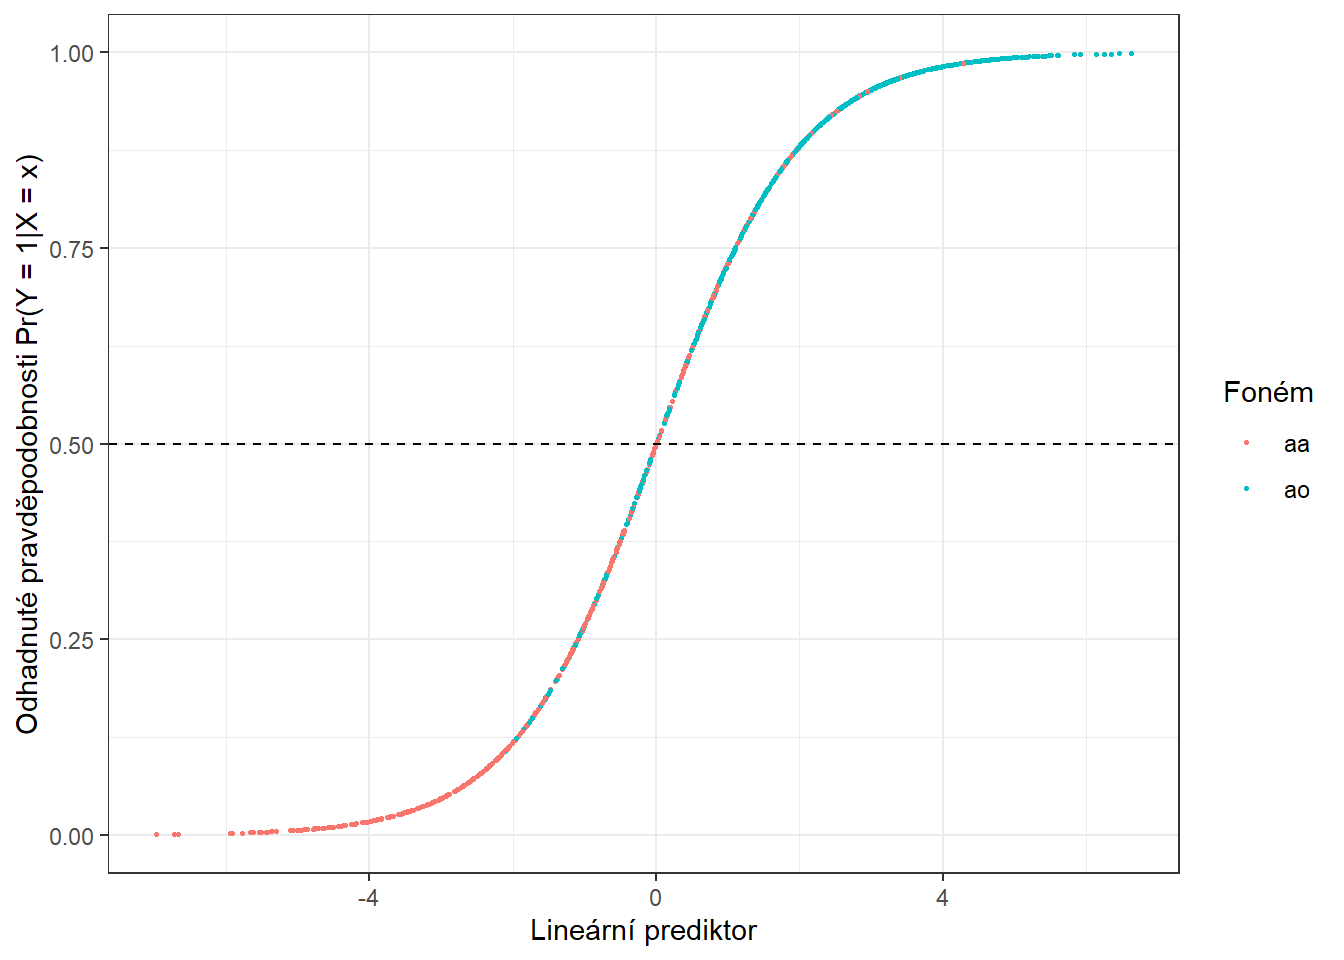 Odhadnuté pravděpodobnosti Pr(Y = 1|X = x)
1.00
0.75
0.50
0.25
0.00
-4
0
4
Lineární prediktor
Foném
aa
ao